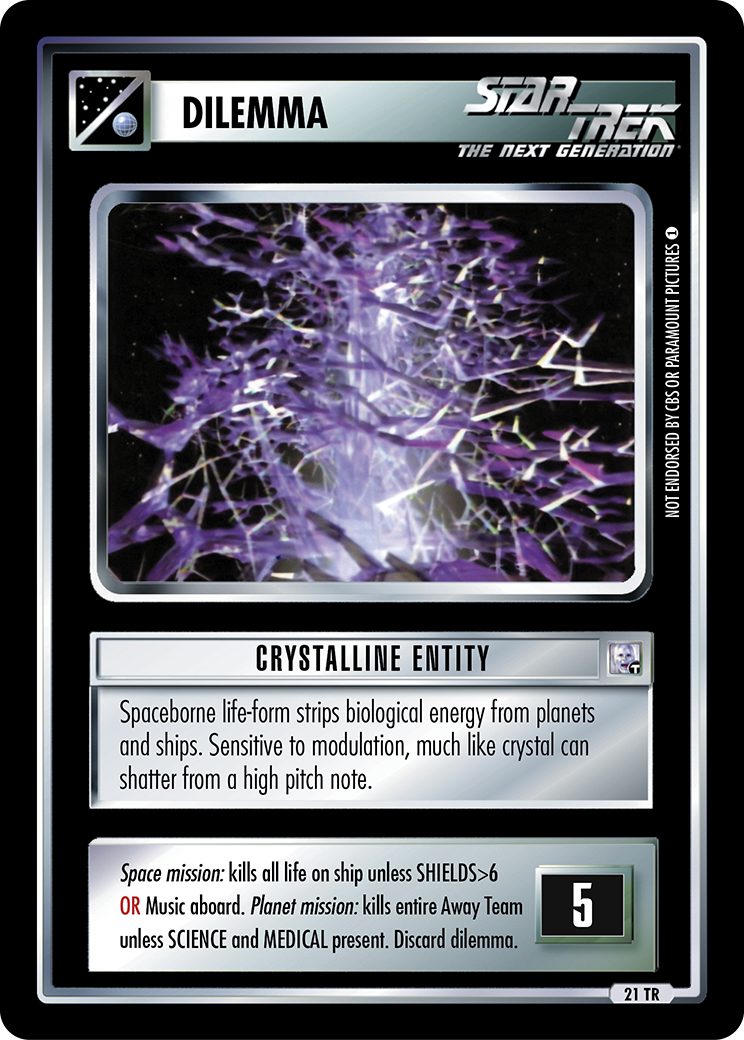 DILEMMA
STAR TREK
THE NEXT GENERATION
NOT ENDORSED BY CBS OR PARAMOUNT PICTURES 1
CRYSTALLINE ENTITY
T
Spaceborne life-form strips biological energy from planets
and ships. Sensitive to modulation, much like crystal can
shatter from a high pitch note.
Space mission: kills all life on ship unless SHIELDS>6
OR Music aboard. Planet mission: kills entire Away Team
unless SCIENCE and MEDICAL present. Discard dilemma.
5
21 TR